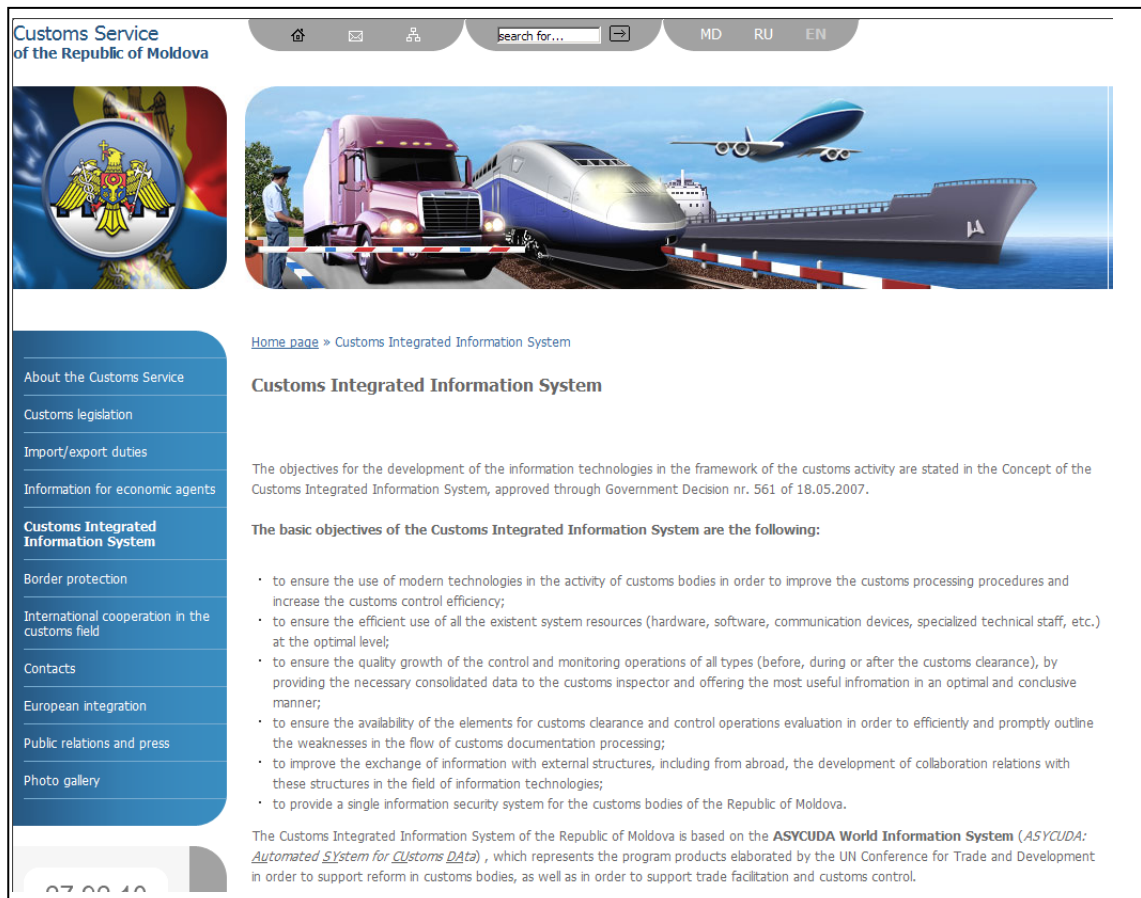 Customs Service
of the Republic of Moldova
search for...
MD RU EN
Home page » Customs Integrated Information System
About the Customs Service
Customs legislation
Import/export duties
Information for economic agents
Customs Integrated
Information System
Border protection
International cooperation in the
customs field
Contacts
European integration
Public relations and press
Photo gallery
Customs Integrated Information System
The objectives for the development of the information technologies in the framework of the customs activity are stated in the Concept of the
Customs Integrated Information System, approved through Government Decision nr. 561 of 18.05.2007.
The basic objectives of the Customs Integrated Information System are the following:
· to ensure the use of modern technologies in the activity of customs bodies in order to improve the customs processing procedures and
increase the customs control efficiency;
· to ensure the efficient use of all the existent system resources (hardware, software, communication devices, specialized technical staff, etc.)
at the optimal level;
· to ensure the quality growth of the control and monitoring operations of all types (before, during or after the customs clearance), by
providing the necessary consolidated data to the customs inspector and offering the most useful infromation in an optimal and conclusive
manner;
· to ensure the availability of the elements for customs clearance and control operations evaluation in order to efficiently and promptly outline
the weaknesses in the flow of customs documentation processing;
· to improve the exchange of information with external structures, including from abroad, the development of collaboration relations with
these structures in the field of information technologies;
· to provide a single information security system for the customs bodies of the Republic of Moldova.
The Customs Integrated Information System of the Republic of Moldova is based on the ASYCUDA World Information System (ASYCUDA:
Automated SYstem for CUstoms DAta) , which represents the program products elaborated by the UN Conference for Trade and Development
in order to support reform in customs bodies, as well as in order to support trade facilitation and customs control.